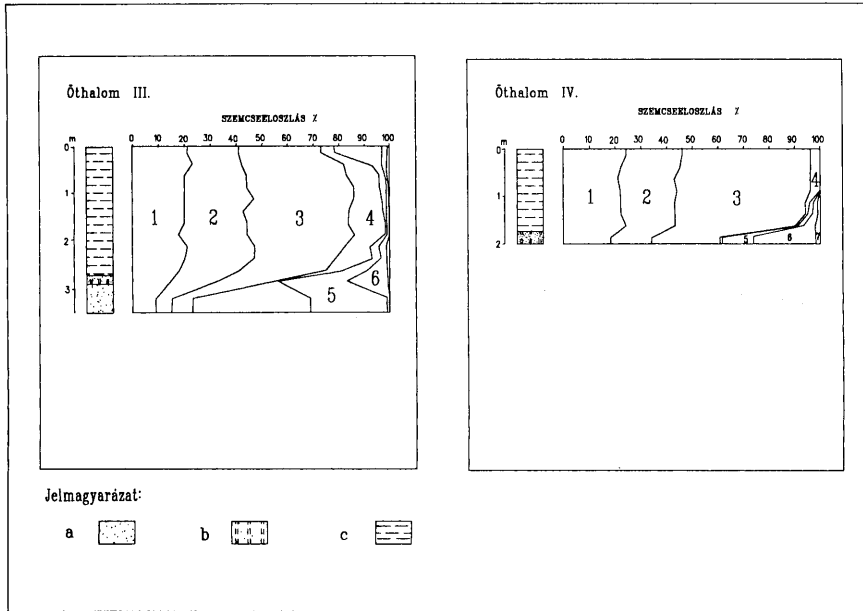 Őthalom III.
SZEMCSEELOSZLÁS %
m
0 10 20 30 40 50 60 70 80 90 100
0
1
2
3
1 2 3 4
5 6
Őthalom IV.
SZEMCSEELOSZLÁS %
m
0 10 20 30 40 50 60 70 80 90 100
0
1
2
1 2 3 4
5 6 7
Jelmagyarázat:
a b c